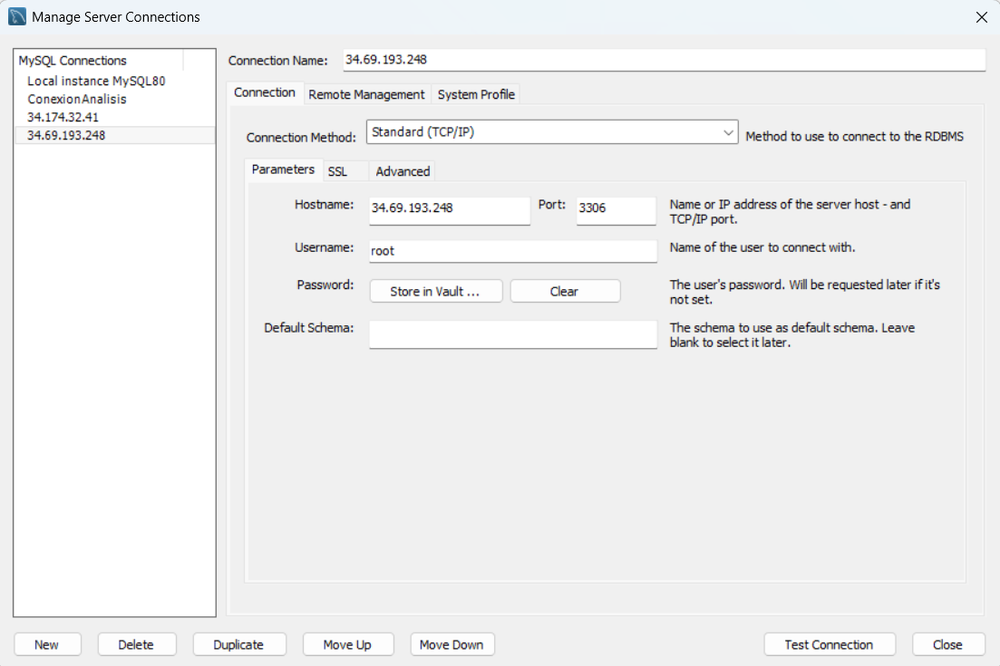 Manage Server Connections
MySQL Connections
Local instance MySQL80
ConexionAnalisis
34.174.32.41
34.69.193.248
Connection Name: 34.69.193.248
Connection Remote Management System Profile
Connection Method: Standard (TCP/IP) Method to use to connect to the RDBMS
Parameters SSL Advanced
Hostname: 34.69.193.248 Port: 3306 Name or IP address of the server host - and
TCP/IP port.
Username: root Name of the user to connect with.
Password: Store in Vault ... Clear The user's password. Will be requested later if it's
not set.
Default Schema: The schema to use as default schema. Leave
blank to select it later.
New Delete Duplicate Move Up Move Down Test Connection Close